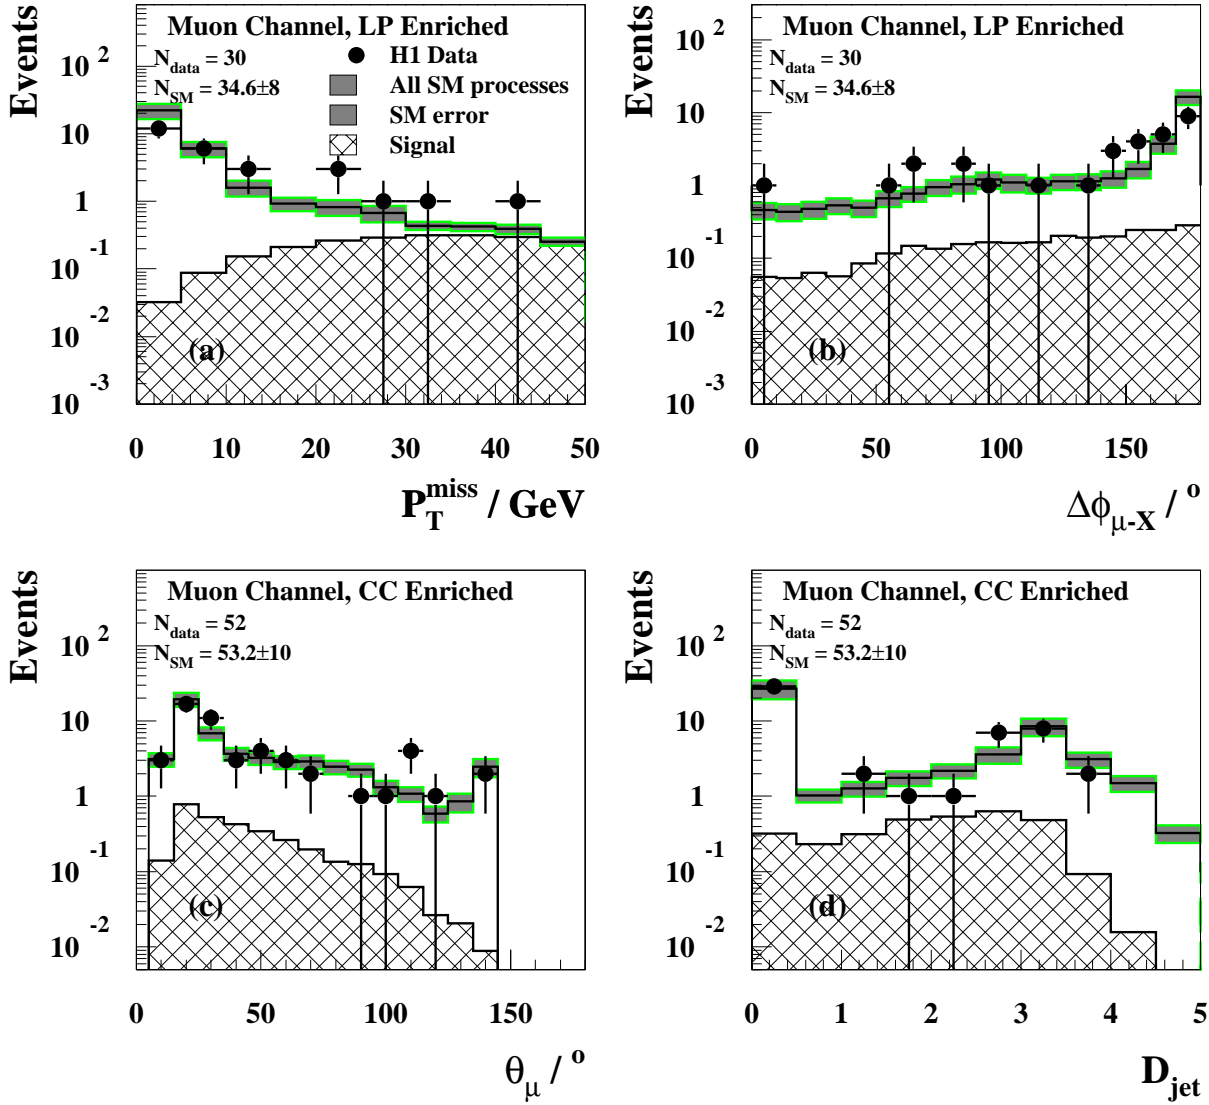 Muon Channel, LP Enriched
N_data = 30
N_SM = 34.6±8
H1 Data
All SM processes
SM error
Signal
Events
10^2
10
1
10^-1
10^-2
10^-3
(a)
0 10 20 30 40 50
P_T^miss / GeV
Muon Channel, LP Enriched
N_data = 30
N_SM = 34.6±8
Events
10^2
10
1
10^-1
10^-2
10^-3
(b)
0 50 100 150
Δϕ_μ-X / °
Muon Channel, CC Enriched
N_data = 52
N_SM = 53.2±10
Events
10^2
10
1
10^-1
10^-2
(c)
0 50 100 150
θ_μ / °
Muon Channel, CC Enriched
N_data = 52
N_SM = 53.2±10
Events
10^2
10
1
10^-1
10^-2
(d)
0 1 2 3 4 5
D_jet